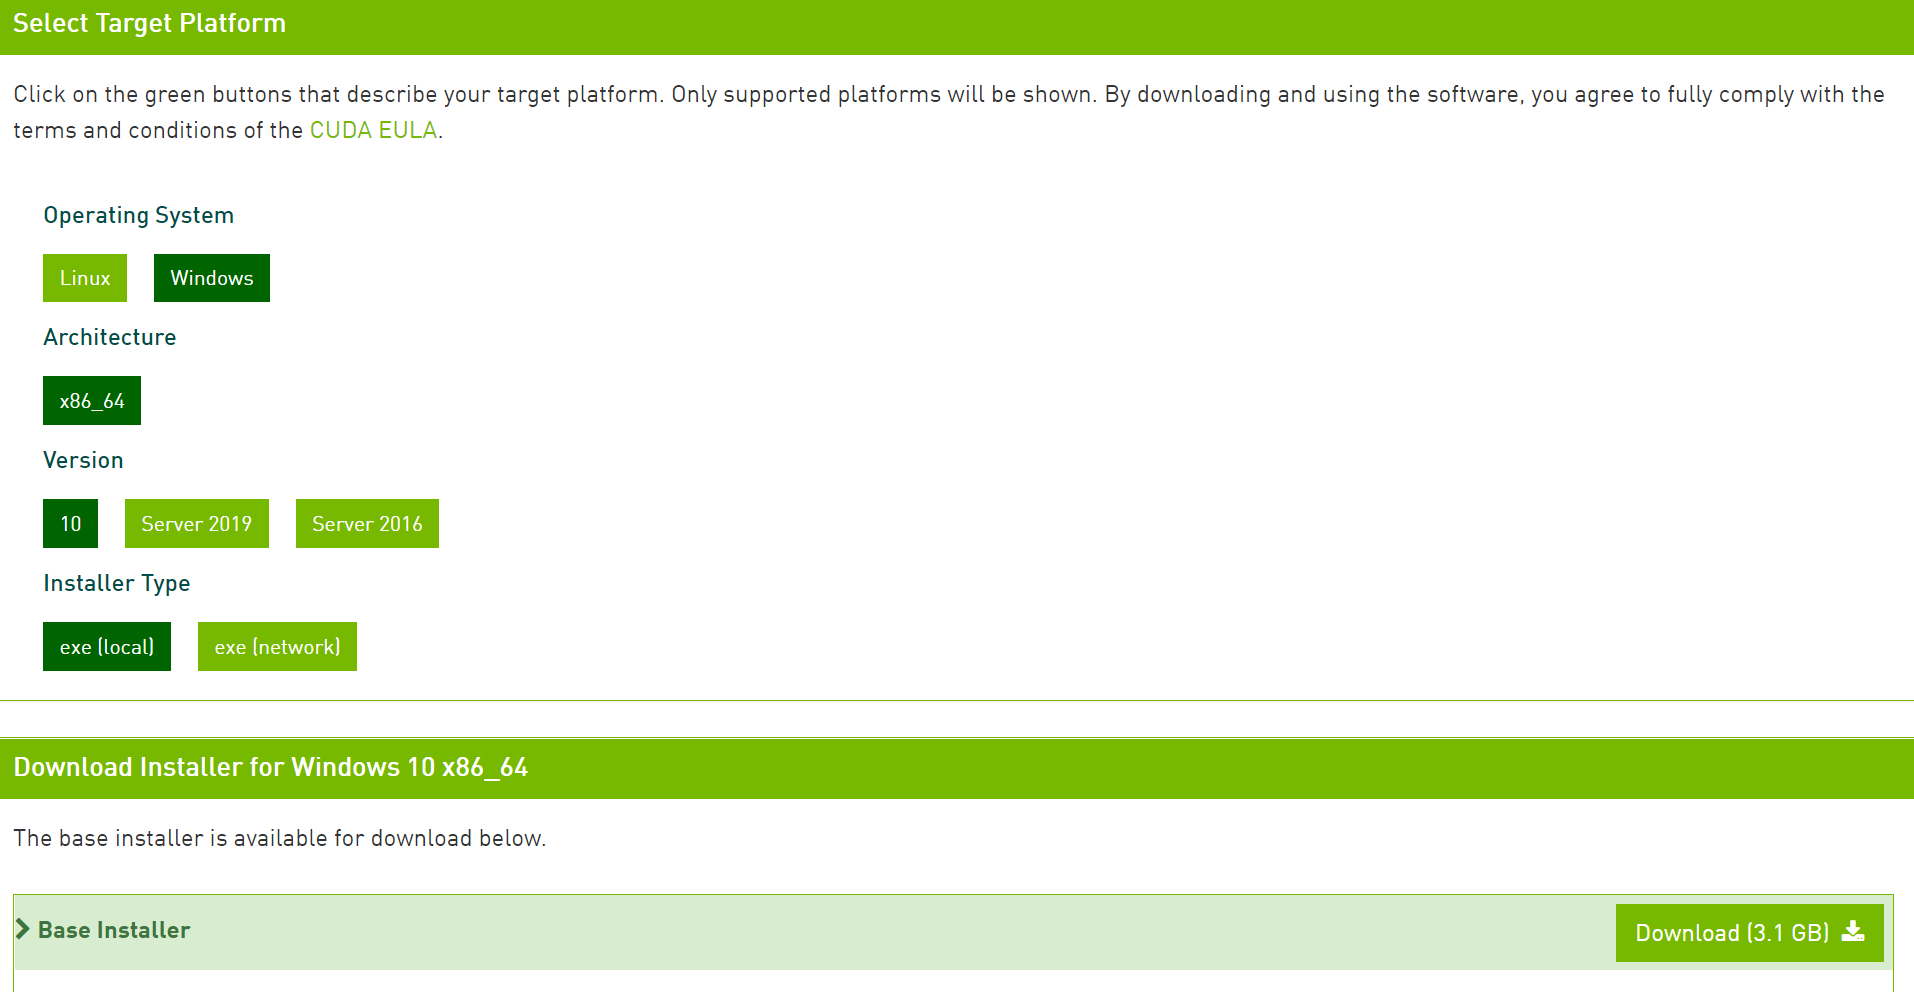 Select Target Platform
Click on the green buttons that describe your target platform. Only supported platforms will be shown. By downloading and using the software, you agree to fully comply with the
terms and conditions of the CUDA EULA.
Operating System
Linux Windows
Architecture
x86_64
Version
10 Server 2019 Server 2016
Installer Type
exe (local) exe (network)
Download Installer for Windows 10 x86_64
The base installer is available for download below.
Base Installer Download (3.1 GB)